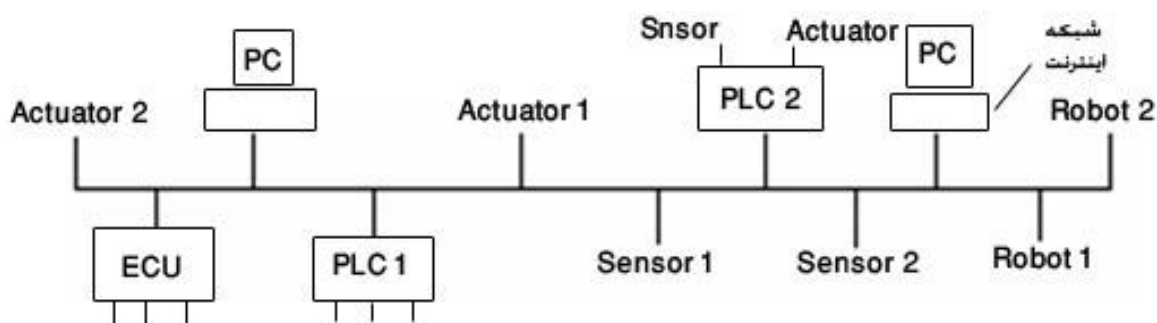 Snsor
Actuator
شبکه
اینترنت
PC
PC
PLC 2
Actuator 2
Actuator 1
Robot 2
ECU
PLC 1
Sensor 1
Sensor 2
Robot 1